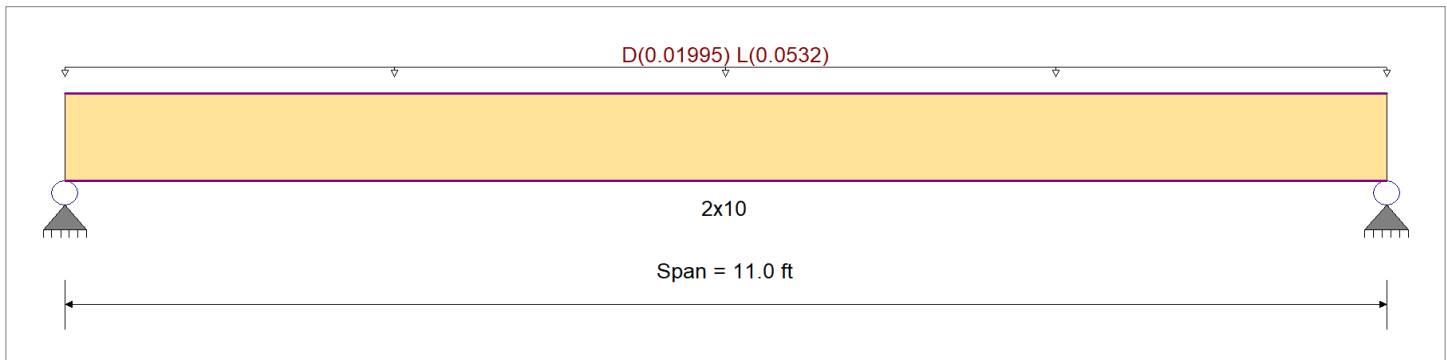 D(0.01995) L(0.0532)
2x10
Span = 11.0 ft